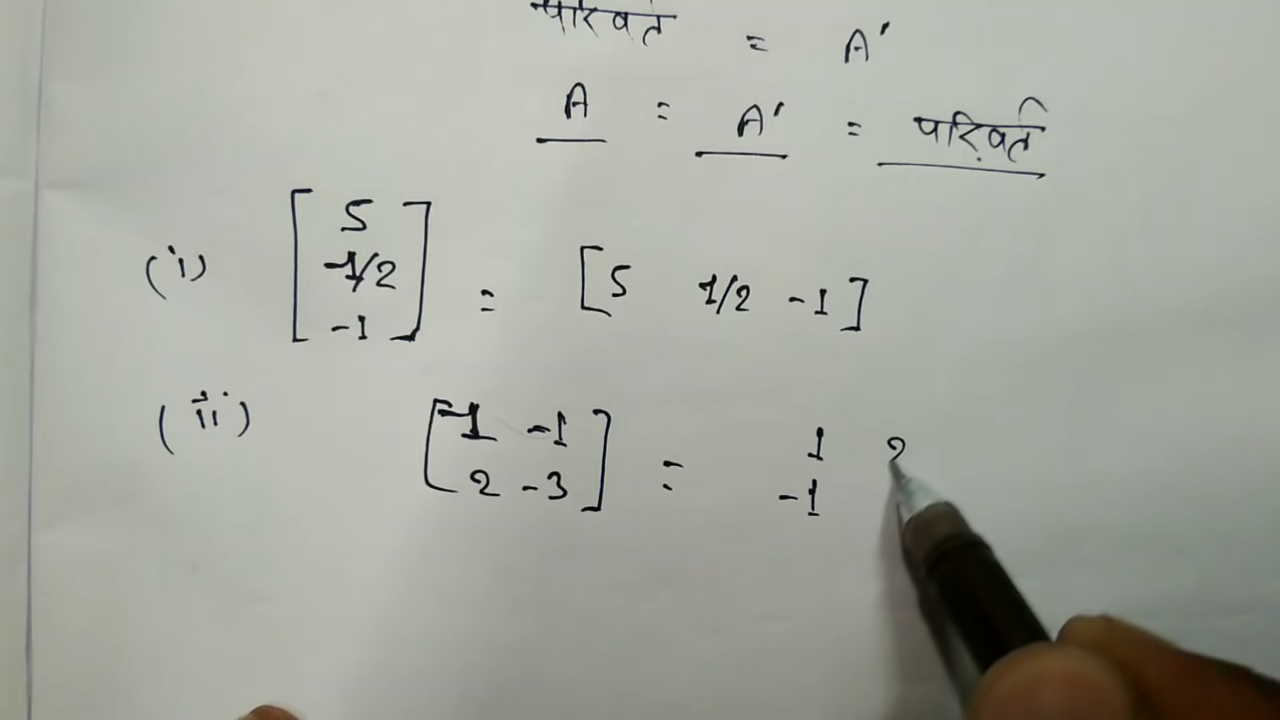 परिवर्त = A'
A = A' = परिवर्त
(i) [5 -1/2 -1] = [5 1/2 -1]
(ii) [1 -1 2 -3] = 1 2 -1